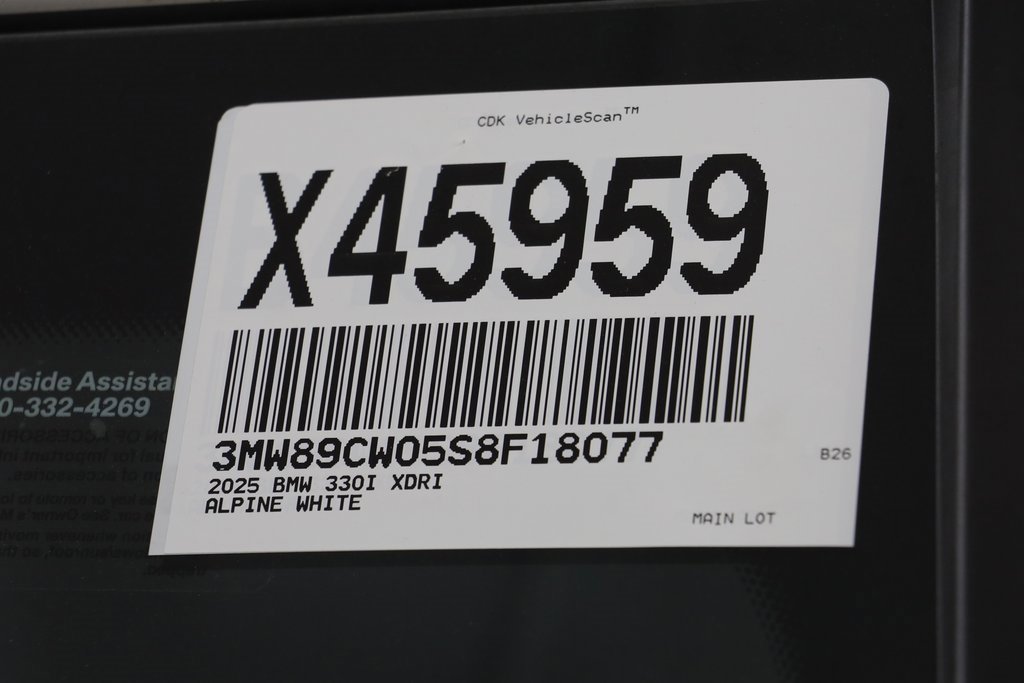 CDK VehicleScan™
X45959
3MW89CW05S8F18077
2025 BMW 330I XDRI
ALPINE WHITE
B26
MAIN LOT
dside Assista
0-332-4269